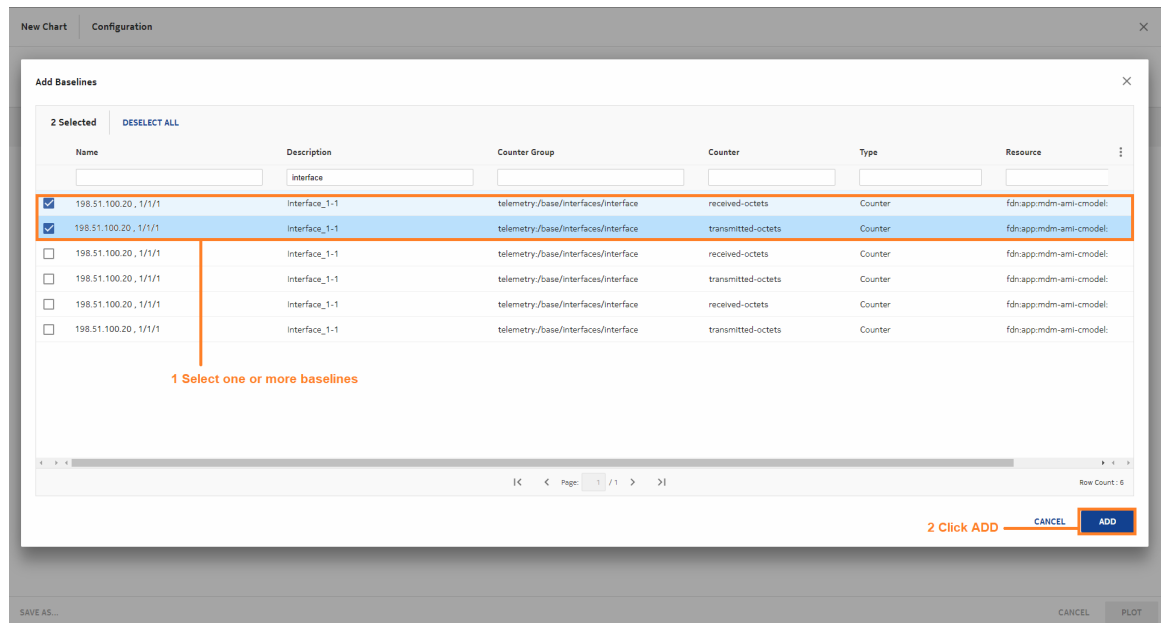 New Chart Configuration
Add Baselines
2 Selected DESELECT ALL
Name Description Counter Group Counter Type Resource
interface
198.51.100.20 , 1/1/1 Interface_1-1 telemetry:/base/interfaces/interface received-octets Counter fdn:app:mdm-ami-cmodel:
198.51.100.20 , 1/1/1 Interface_1-1 telemetry:/base/interfaces/interface transmitted-octets Counter fdn:app:mdm-ami-cmodel:
198.51.100.20 , 1/1/1 Interface_1-1 telemetry:/base/interfaces/interface received-octets Counter fdn:app:mdm-ami-cmodel:
198.51.100.20 , 1/1/1 Interface_1-1 telemetry:/base/interfaces/interface transmitted-octets Counter fdn:app:mdm-ami-cmodel:
198.51.100.20 , 1/1/1 Interface_1-1 telemetry:/base/interfaces/interface received-octets Counter fdn:app:mdm-ami-cmodel:
198.51.100.20 , 1/1/1 Interface_1-1 telemetry:/base/interfaces/interface transmitted-octets Counter fdn:app:mdm-ami-cmodel:
1 Select one or more baselines
Page: 1 / 1 Row Count : 6
2 Click ADD CANCEL ADD
SAVE AS... CANCEL PLOT